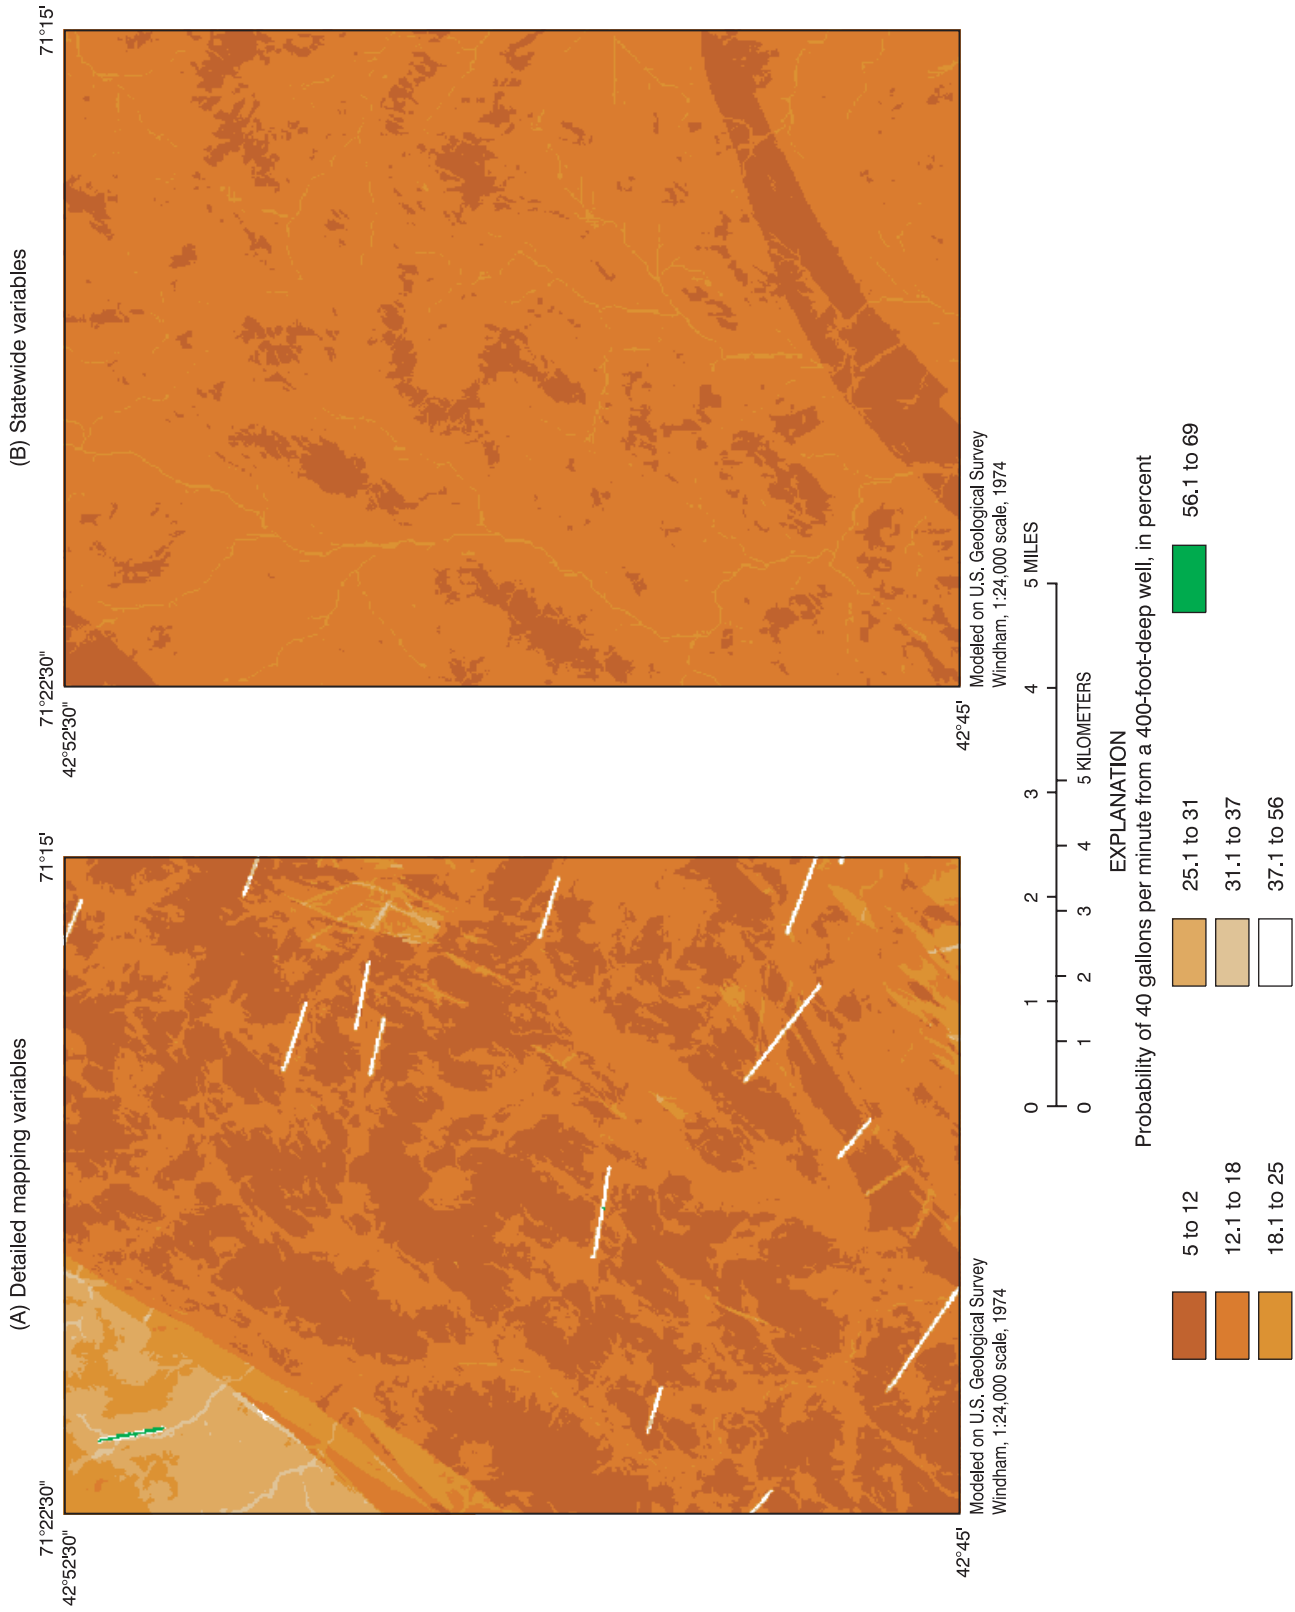 (A) Detailed mapping variables
71°22'30"
71°15'
42°52'30"
42°45'
Modeled on U.S. Geological Survey
Windham, 1:24,000 scale, 1974
(B) Statewide variables
71°22'30"
71°15'
42°52'30"
42°45'
Modeled on U.S. Geological Survey
Windham, 1:24,000 scale, 1974
0 1 2 3 4 5 MILES
0 1 2 3 4 5 KILOMETERS
EXPLANATION
Probability of 40 gallons per minute from a 400-foot-deep well, in percent
5 to 12
12.1 to 18
18.1 to 25
25.1 to 31
31.1 to 37
37.1 to 56
56.1 to 69